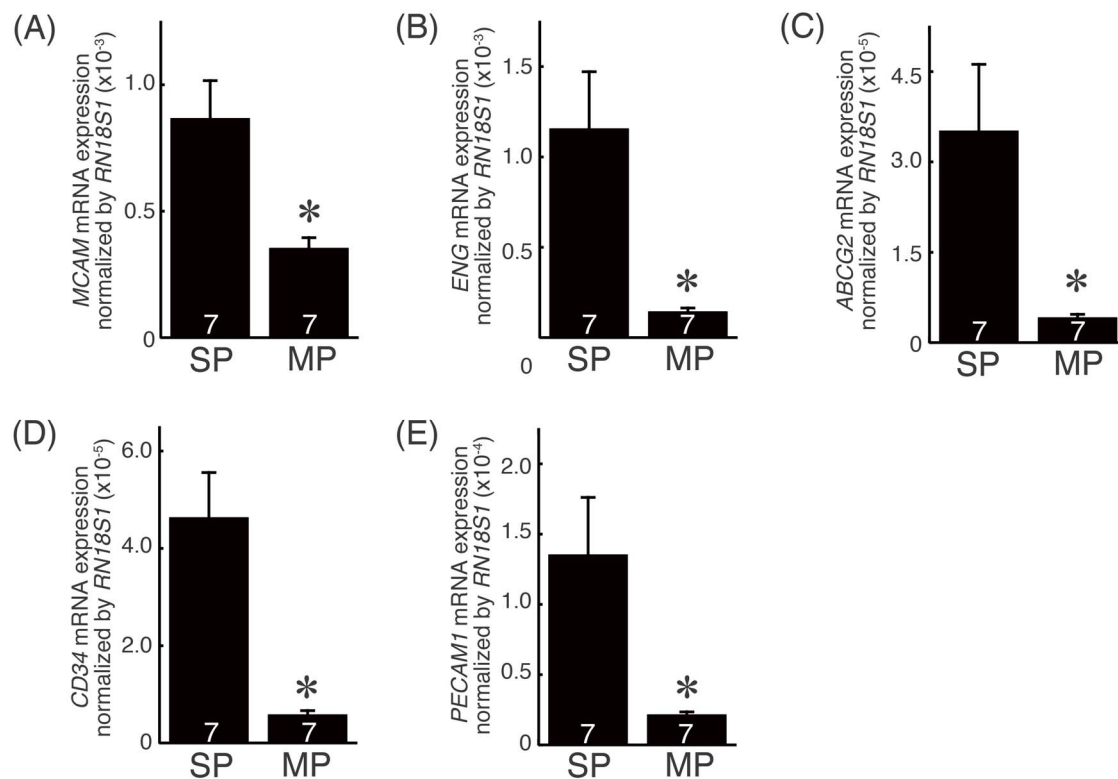 (A)
MCAM mRNA expression
normalized by RN18S1 (x10-3)
1.0
0.5
0
*
7
7
SP
MP
(B)
ENG mRNA expression
normalized by RN18S1 (x10-3)
1.5
1.0
0.5
0
*
7
7
SP
MP
(C)
ABCG2 mRNA expression
normalized by RN18S1 (x10-5)
4.5
3.0
1.5
0
*
7
7
SP
MP
(D)
CD34 mRNA expression
normalized by RN18S1 (x10-5)
6.0
4.0
2.0
0
*
7
7
SP
MP
(E)
PECAM1 mRNA expression
normalized by RN18S1 (x10-4)
2.0
1.5
1.0
0.5
0
*
7
7
SP
MP